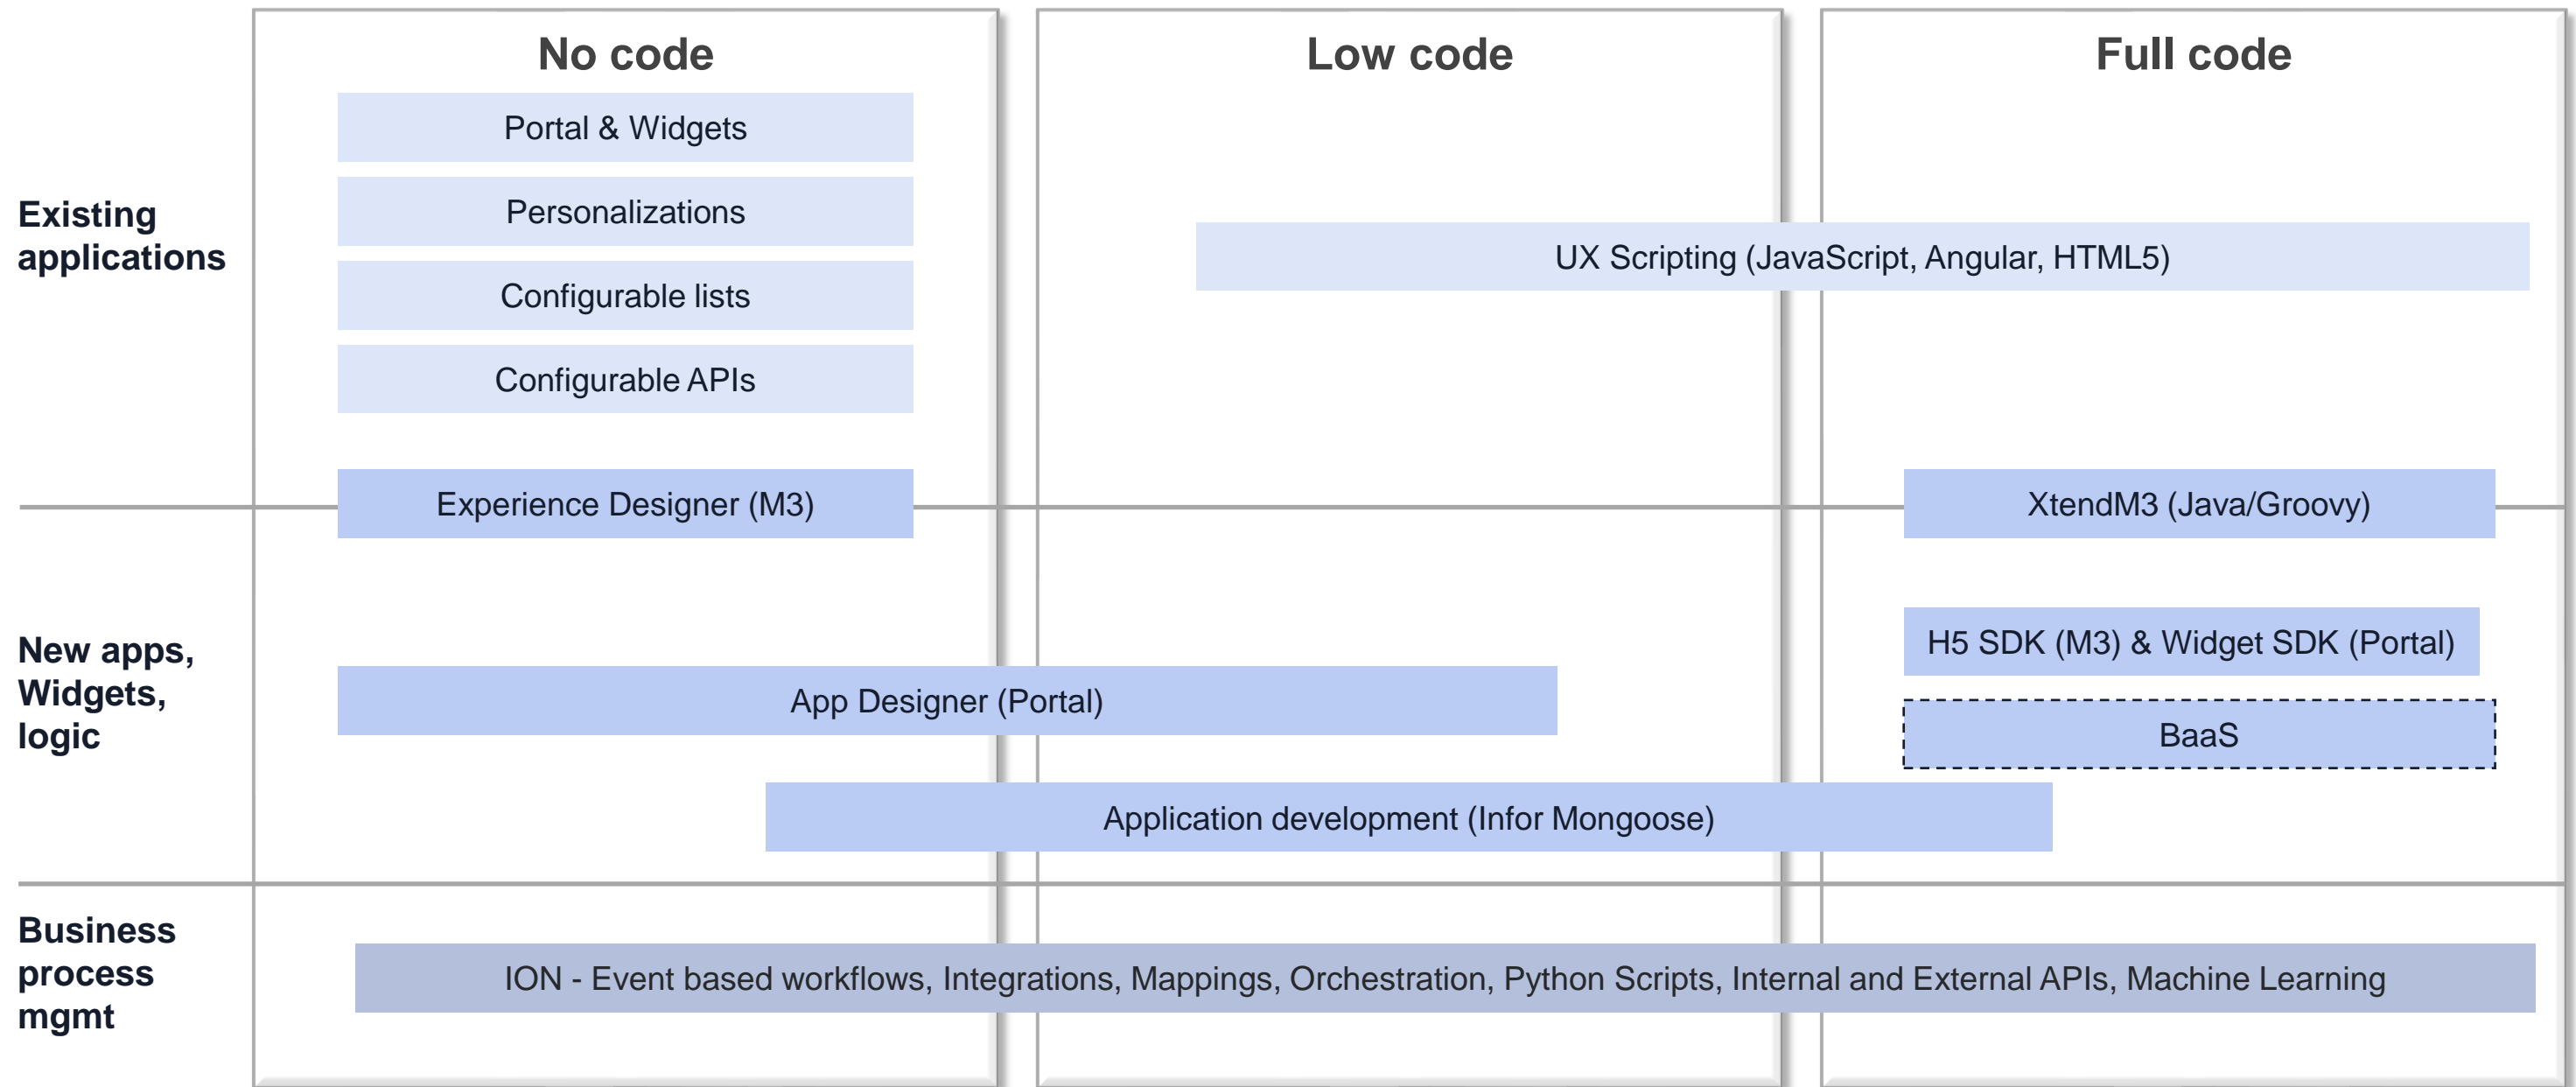 No code
Low code
Full code
Existing
applications
Portal & Widgets
Personalizations
Configurable lists
Configurable APIs
UX Scripting (JavaScript, Angular, HTML5)
Experience Designer (M3)
XtendM3 (Java/Groovy)
New apps,
Widgets,
logic
H5 SDK (M3) & Widget SDK (Portal)
App Designer (Portal)
BaaS
Application development (Infor Mongoose)
Business
process
mgmt
ION - Event based workflows, Integrations, Mappings, Orchestration, Python Scripts, Internal and External APIs, Machine Learning